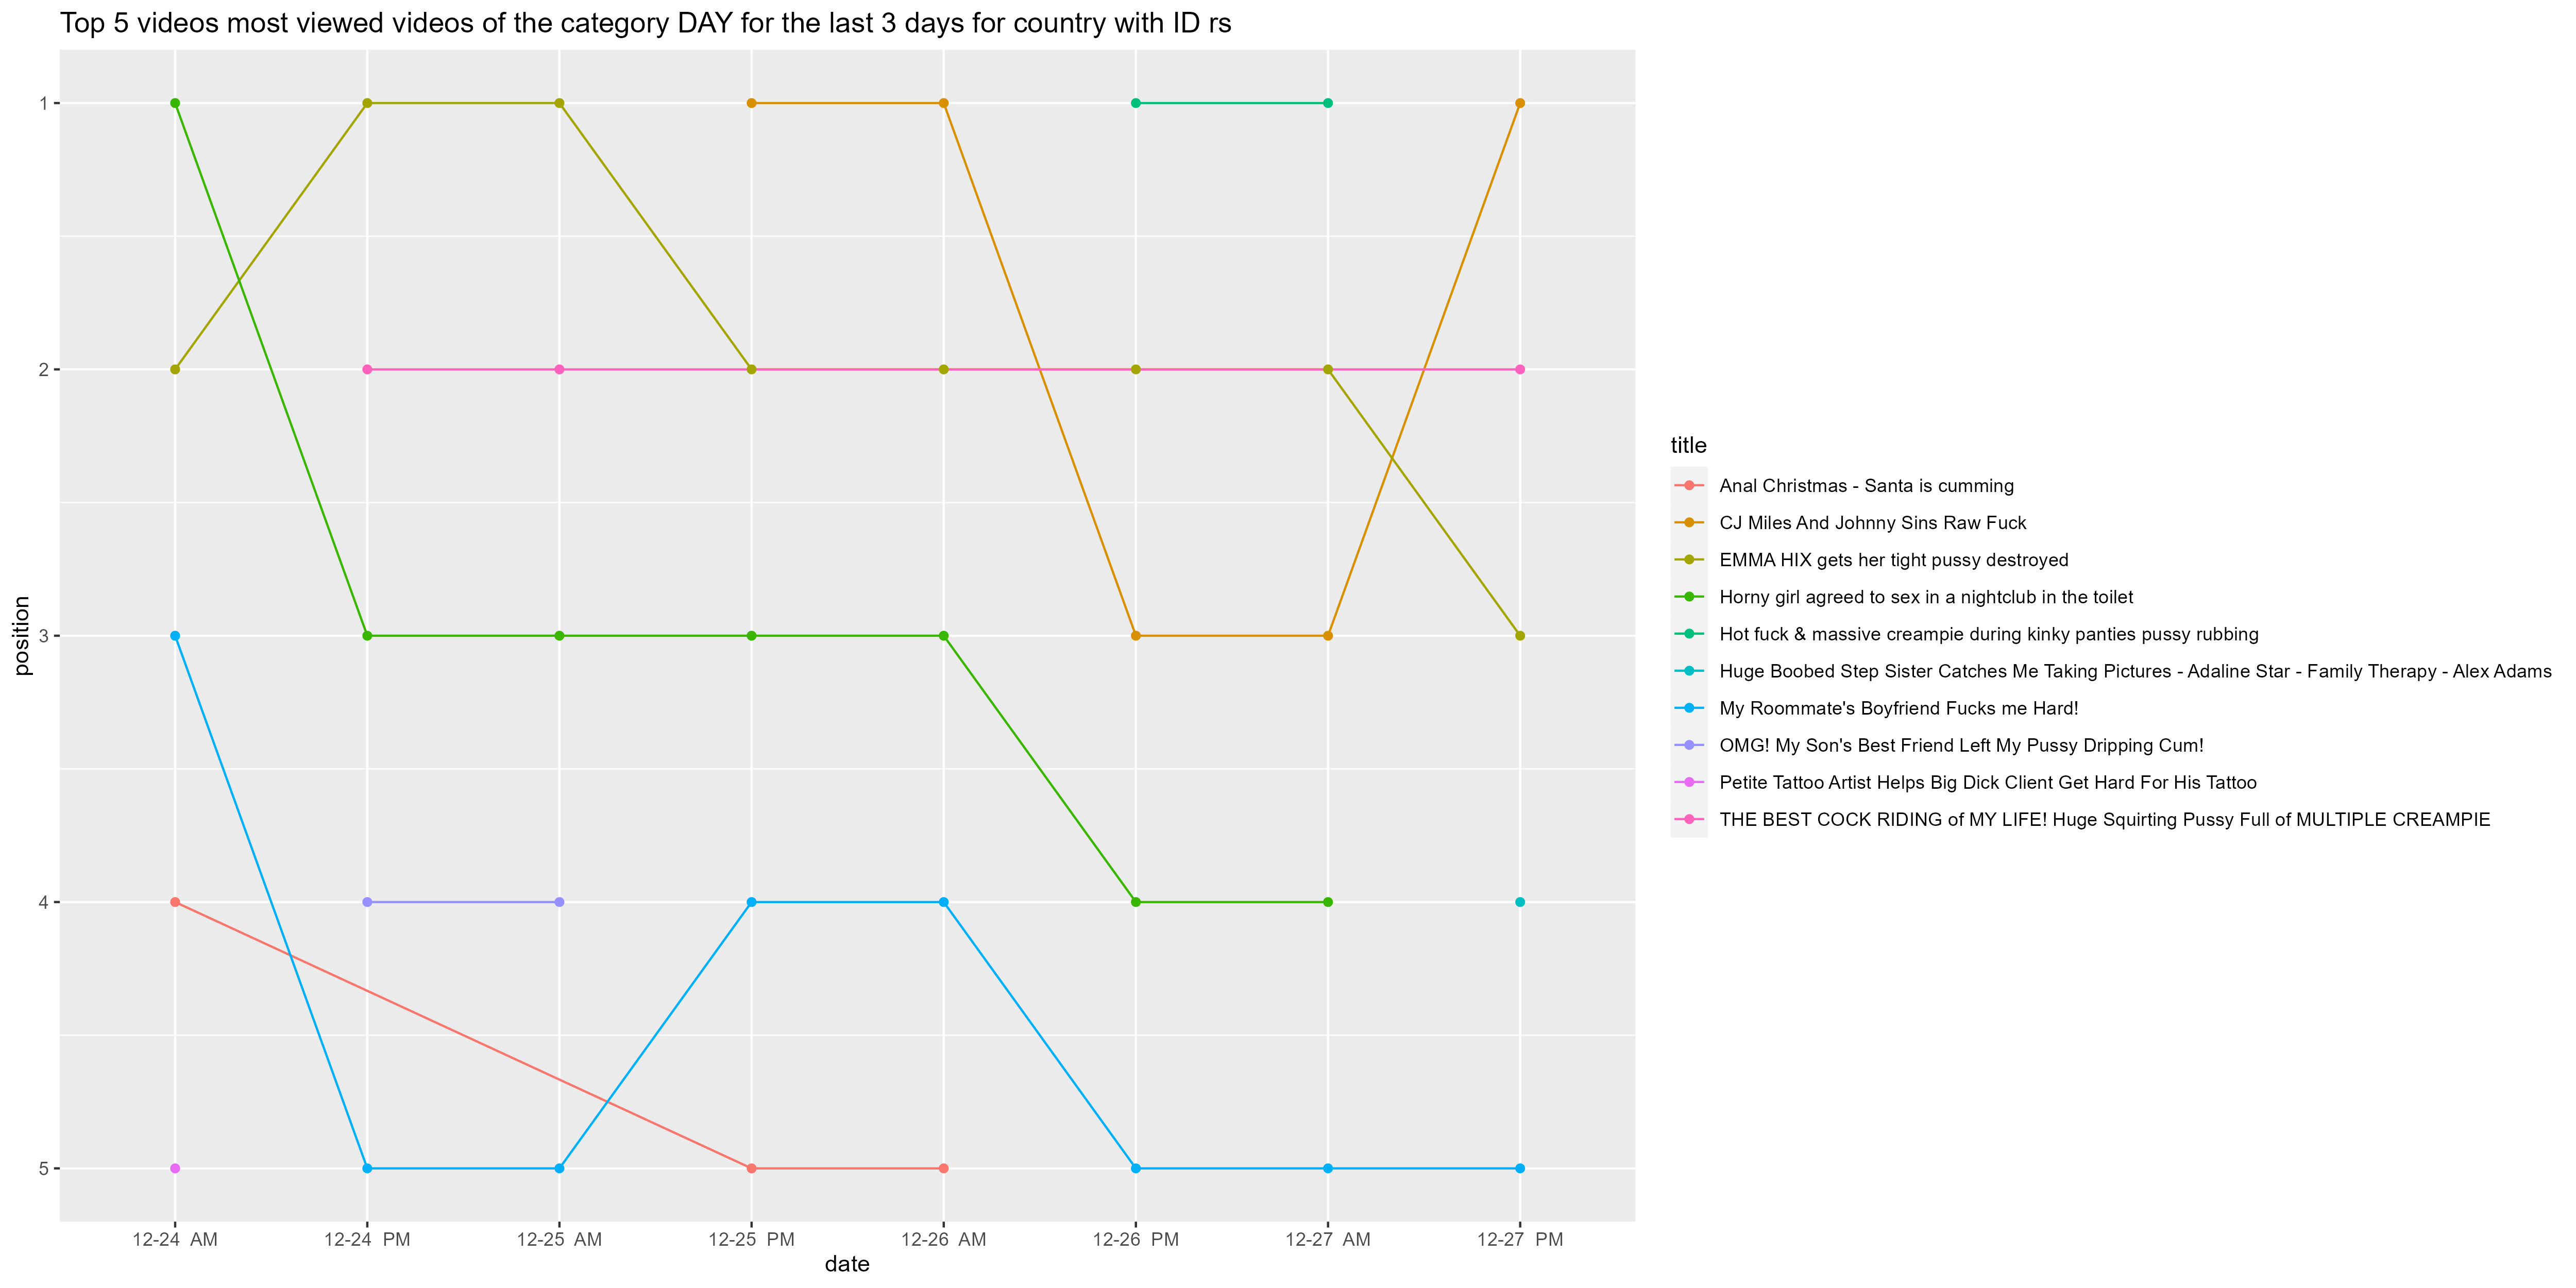 Top 5 videos most viewed videos of the category DAY for the last 3 days for country with ID rs
position
1
2
3
4
5
12-24 AM
12-24 PM
12-25 AM
12-25 PM
12-26 AM
12-26 PM
12-27 AM
12-27 PM
date
title
Anal Christmas - Santa is cumming
CJ Miles And Johnny Sins Raw Fuck
EMMA HIX gets her tight pussy destroyed
Horny girl agreed to sex in a nightclub in the toilet
Hot fuck & massive creampie during kinky panties pussy rubbing
Huge Boobed Step Sister Catches Me Taking Pictures - Adaline Star - Family Therapy - Alex Adams
My Roommate's Boyfriend Fucks me Hard!
OMG! My Son's Best Friend Left My Pussy Dripping Cum!
Petite Tattoo Artist Helps Big Dick Client Get Hard For His Tattoo
THE BEST COCK RIDING of MY LIFE! Huge Squirting Pussy Full of MULTIPLE CREAMPIE